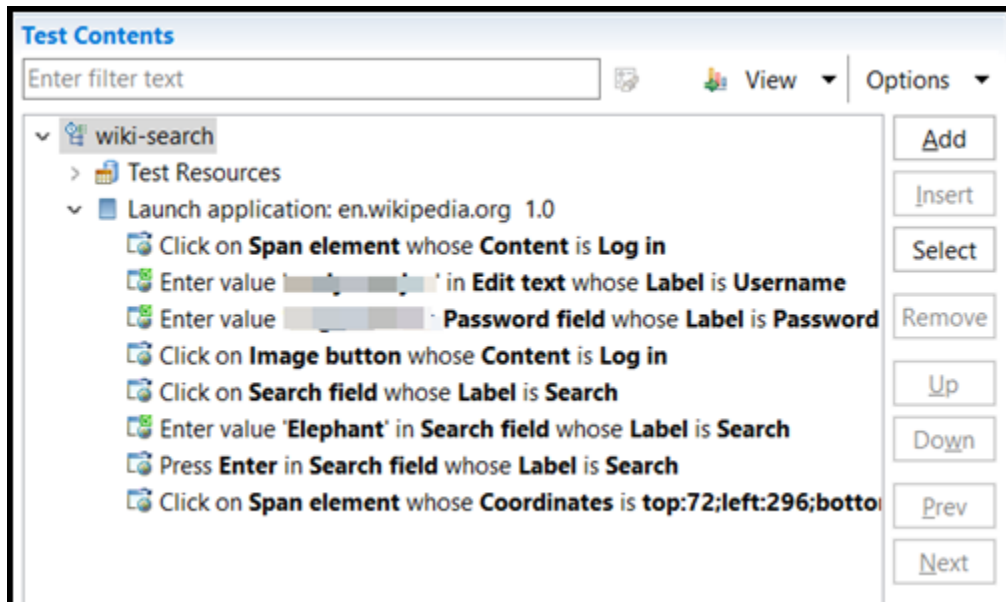 Test Contents
Enter filter text
View
Options
wiki-search
Test Resources
Launch application: en.wikipedia.org 1.0
Click on Span element whose Content is Log in
Enter value ' ' in Edit text whose Label is Username
Enter value Password field whose Label is Password
Click on Image button whose Content is Log in
Click on Search field whose Label is Search
Enter value 'Elephant' in Search field whose Label is Search
Press Enter in Search field whose Label is Search
Click on Span element whose Coordinates is top:72;left:296;botto
Add
Insert
Select
Remove
Up
Down
Prev
Next